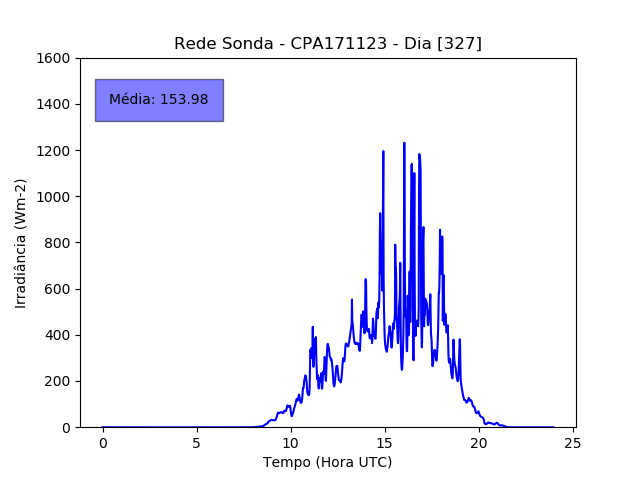 Rede Sonda - CPA171123 - Dia [327]
1600
1400
1200
1000
800
600
400
200
0
Média: 153.98
Irradiância (Wm-2)
0 5 10 15 20 25
Tempo (Hora UTC)